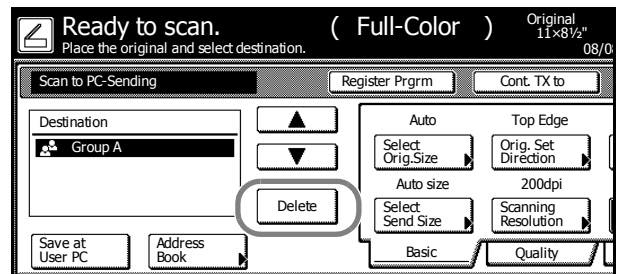 Ready to scan. ( Full-Color ) Original
Place the original and select destination. 11×8½"
08/0
Scan to PC-Sending Register Prgrm Cont. TX to
Destination Auto Top Edge
Group A Select Orig. Set
Orig.Size Direction
Auto size 200dpi
Delete Select Scanning
Send Size Resolution
Save at Address
User PC Book Basic Quality